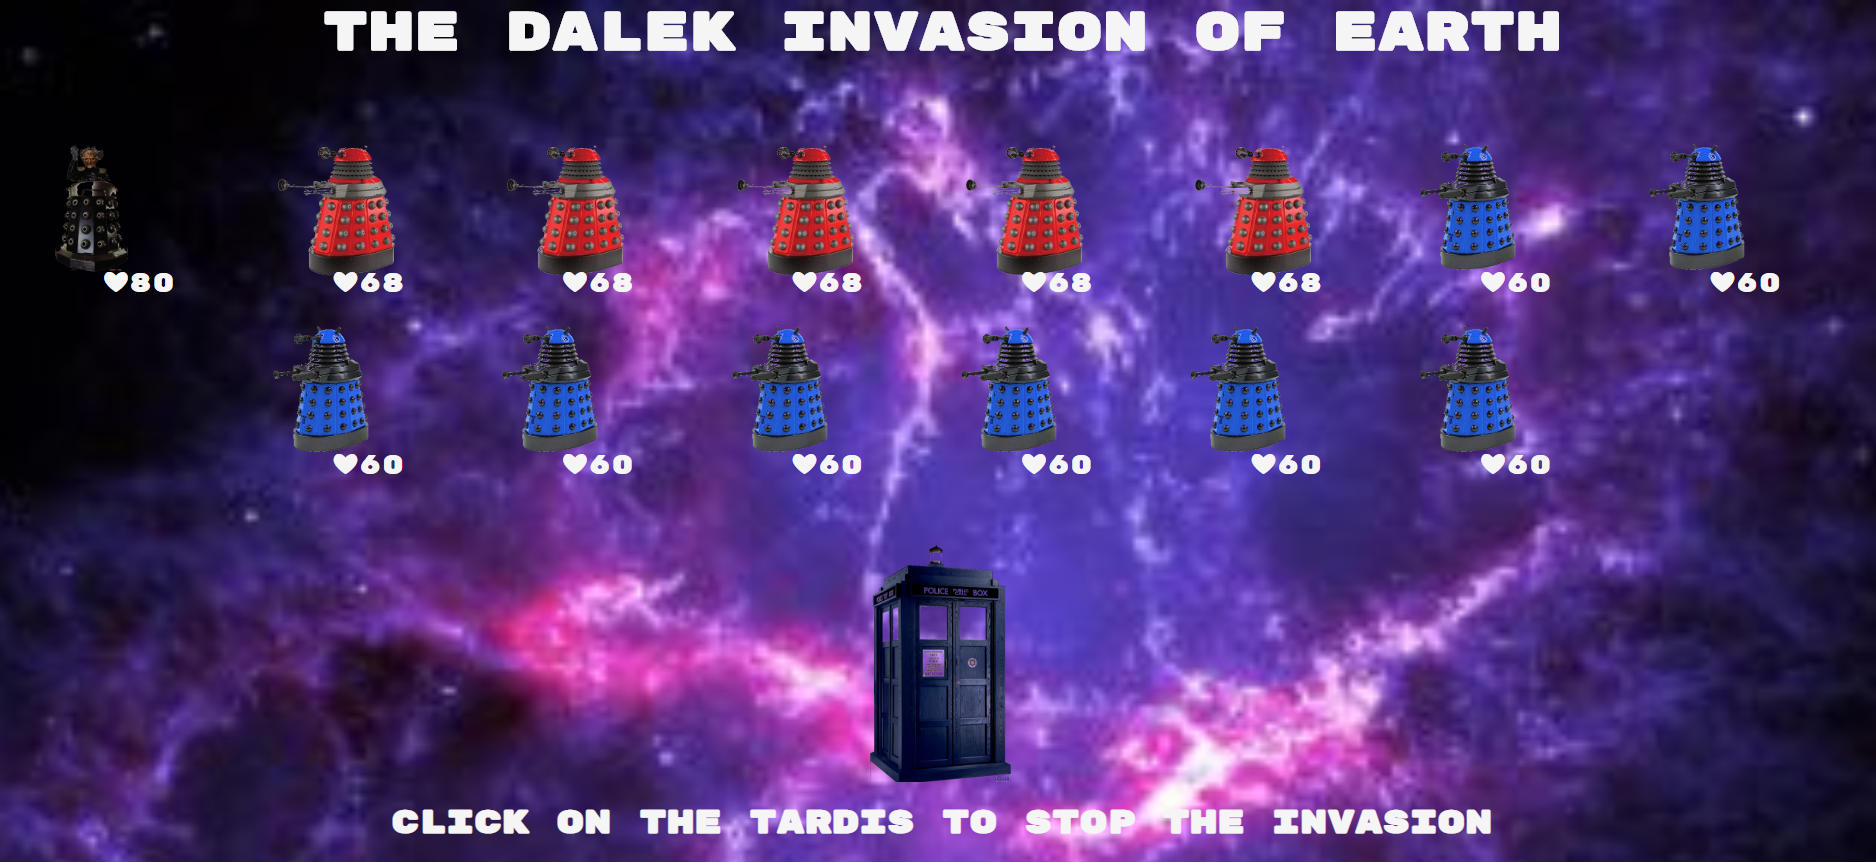 THE DALEK INVASION OF EARTH
♥80 ♥68 ♥68 ♥68 ♥68 ♥68 ♥60 ♥60
♥60 ♥60 ♥60 ♥60 ♥60 ♥60
POLICE BOX
CLICK ON THE TARDIS TO STOP THE INVASION